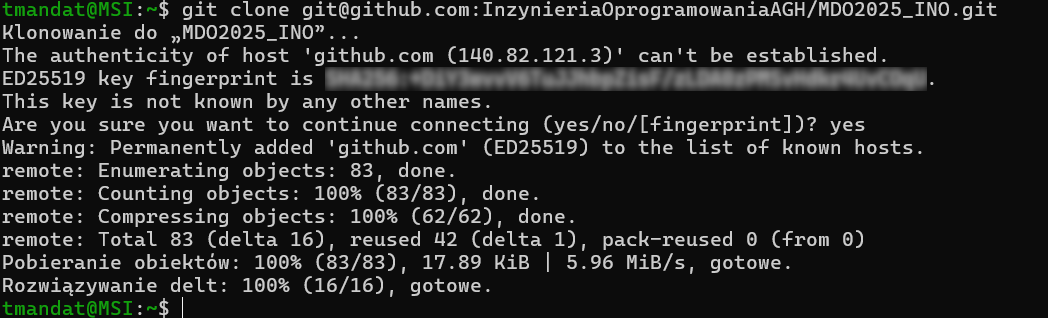 tmandat@MSI:~$ git clone git@github.com:InzynieriaOprogramowaniaAGH/MDO2025_INO.git
Klonowanie do „MDO2025_INO”...
The authenticity of host 'github.com (140.82.121.3)' can't be established.
ED25519 key fingerprint is .
This key is not known by any other names.
Are you sure you want to continue connecting (yes/no/[fingerprint])? yes
Warning: Permanently added 'github.com' (ED25519) to the list of known hosts.
remote: Enumerating objects: 83, done.
remote: Counting objects: 100% (83/83), done.
remote: Compressing objects: 100% (62/62), done.
remote: Total 83 (delta 16), reused 42 (delta 1), pack-reused 0 (from 0)
Pobieranie obiektów: 100% (83/83), 17.89 KiB | 5.96 MiB/s, gotowe.
Rozwiązywanie delt: 100% (16/16), gotowe.
tmandat@MSI:~$